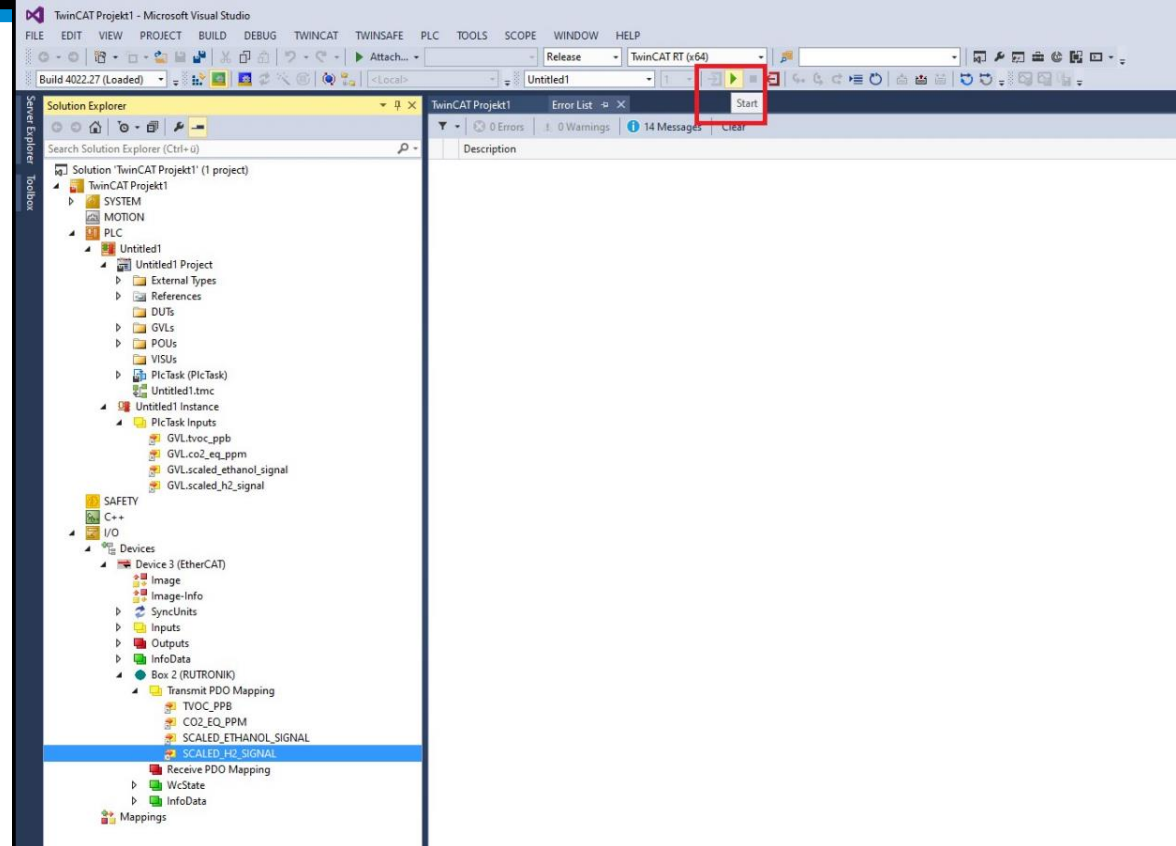 TwinCAT Projekt1 - Microsoft Visual Studio
FILE EDIT VIEW PROJECT BUILD DEBUG TWINCAT TWINSAFE PLC TOOLS SCOPE WINDOW HELP
Attach... Release TwinCAT RT (x64)
Build 4022.27 (Loaded) <Local> Untitled1 1
Server Explorer
Toolbox
Solution Explorer
Search Solution Explorer (Ctrl+ü)
Solution 'TwinCAT Projekt1' (1 project)
TwinCAT Projekt1
SYSTEM
MOTION
PLC
Untitled1
Untitled1 Project
External Types
References
DUTs
GVLs
POUs
VISUs
PlcTask (PlcTask)
Untitled1.tmc
Untitled1 Instance
PlcTask Inputs
GVL.tvoc_ppb
GVL.co2_eq_ppm
GVL.scaled_ethanol_signal
GVL.scaled_h2_signal
SAFETY
C++
I/O
Devices
Device 3 (EtherCAT)
Image
Image-Info
SyncUnits
Inputs
Outputs
InfoData
Box 2 (RUTRONIK)
Transmit PDO Mapping
TVOC_PPB
CO2_EQ_PPM
SCALED_ETHANOL_SIGNAL
SCALED_H2_SIGNAL
Receive PDO Mapping
WcState
InfoData
Mappings
TwinCAT Projekt1 Error List Start
0 Errors 0 Warnings 14 Messages Clear
Description